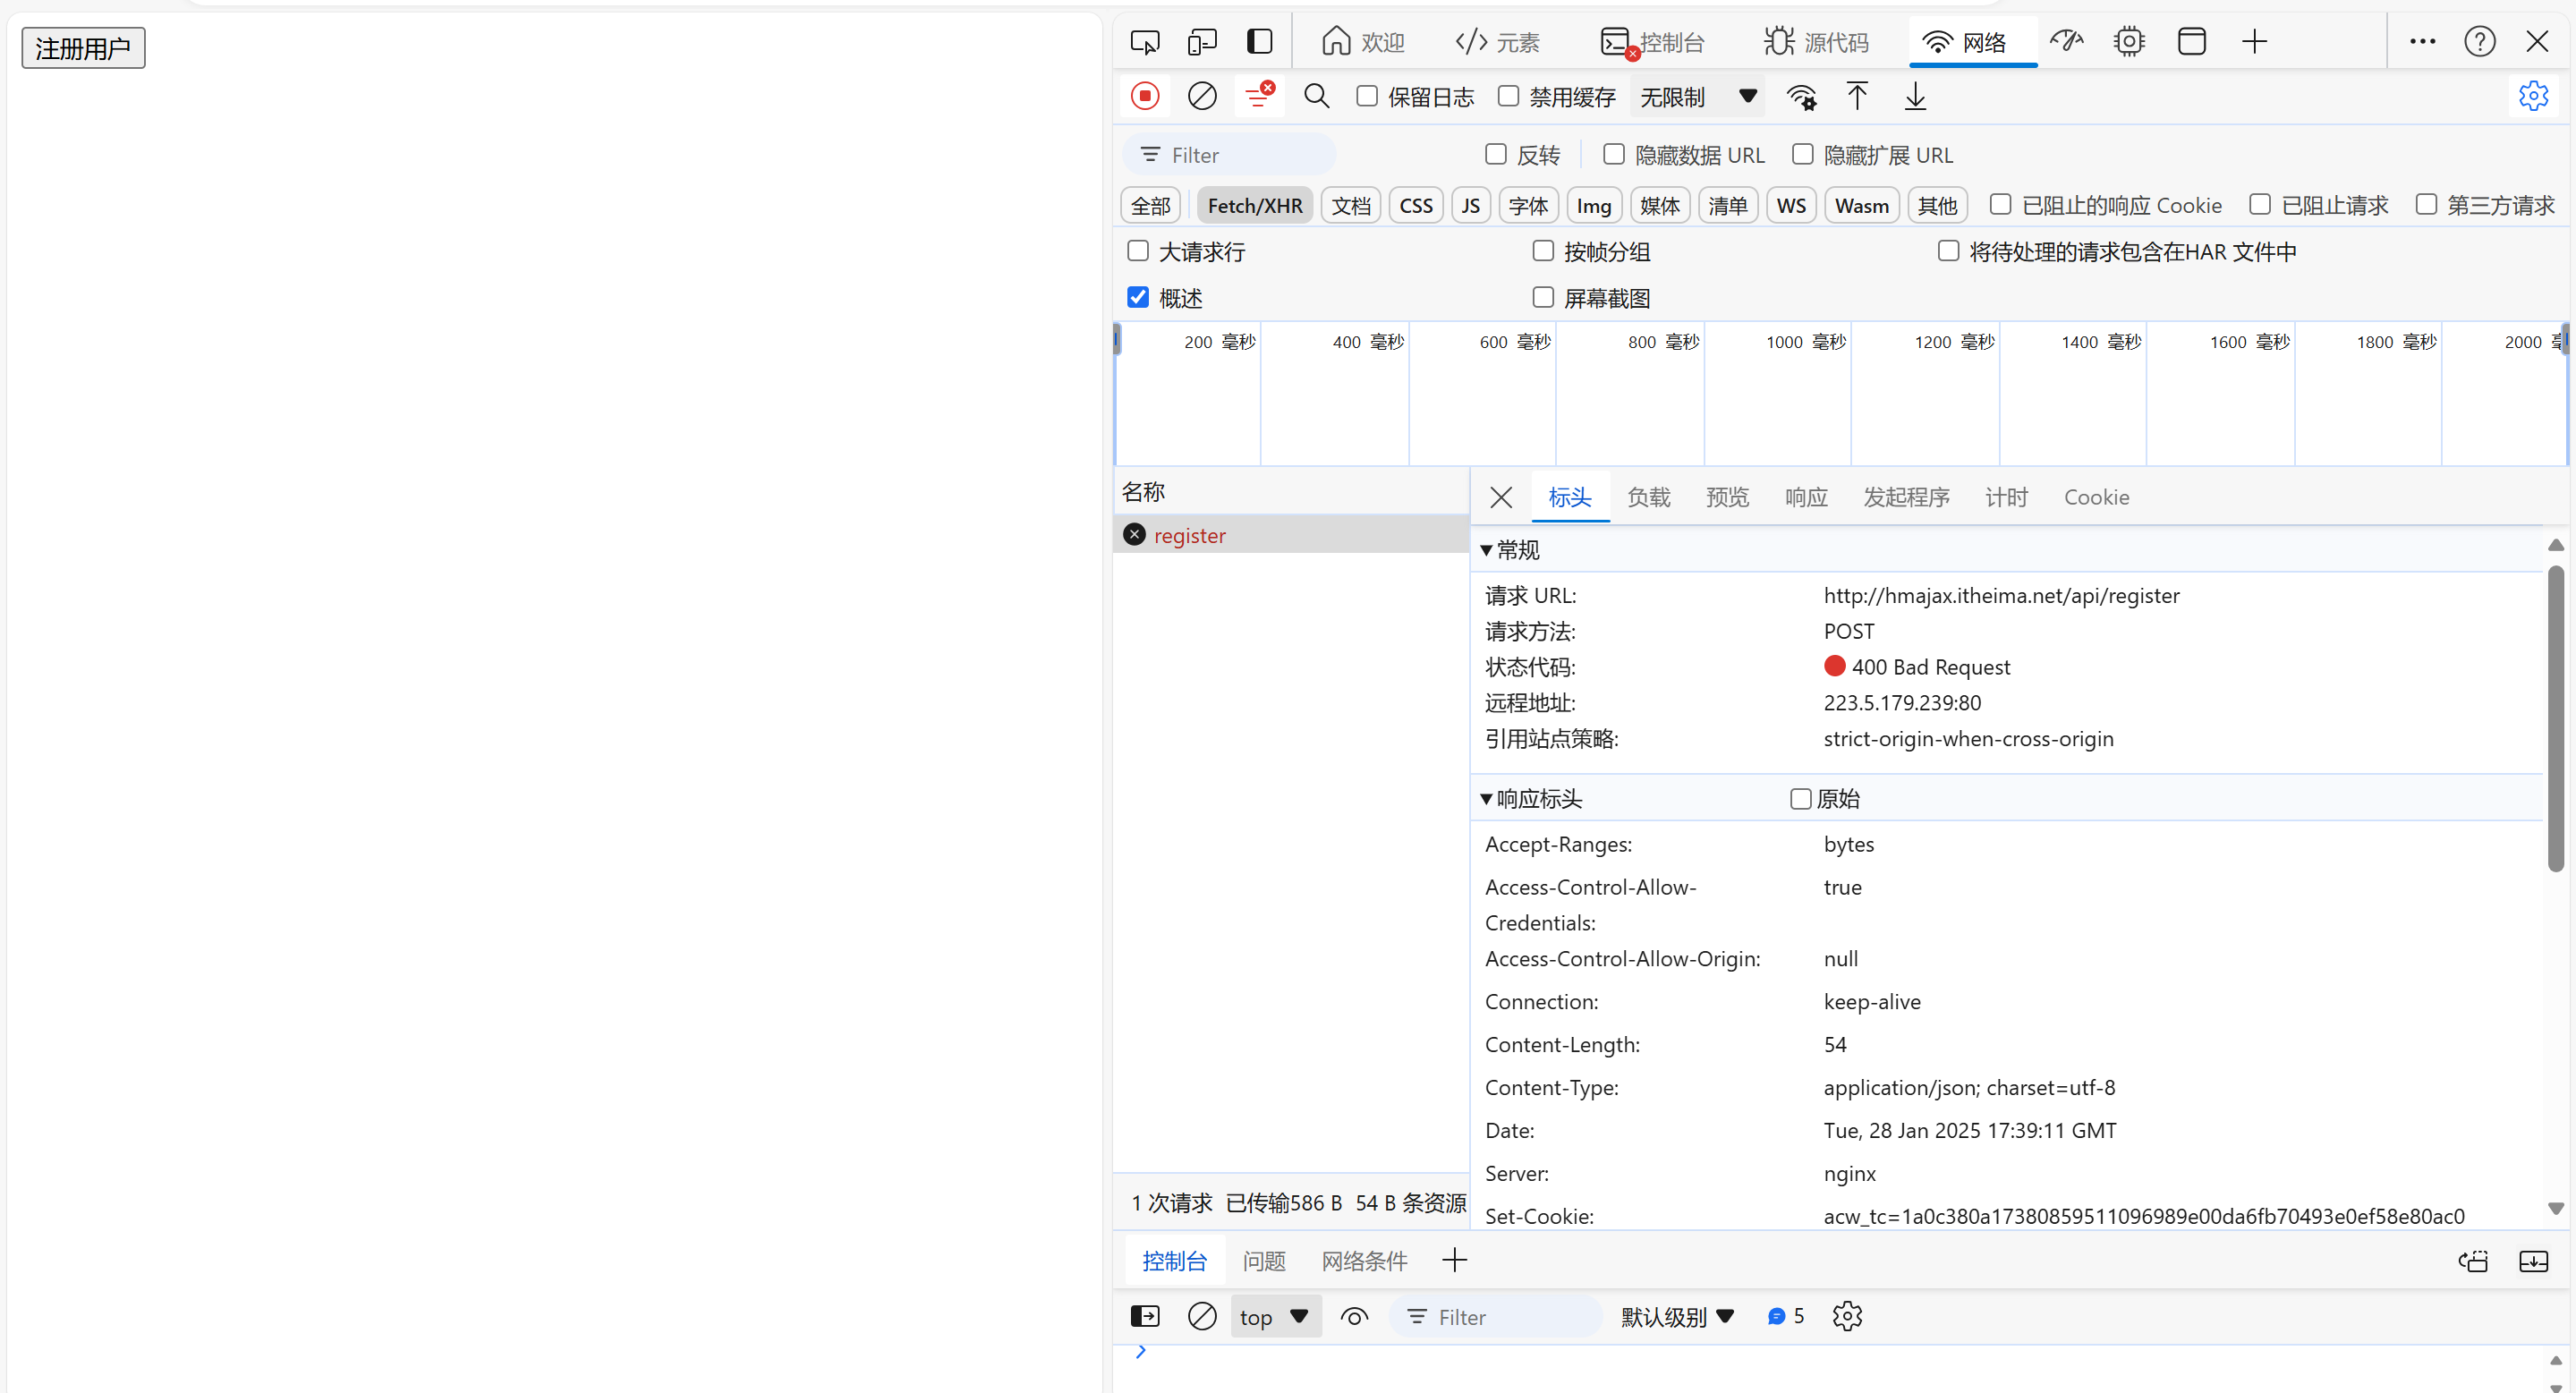 注册用户
欢迎 元素 控制台 源代码 网络
保留日志 禁用缓存 无限制
Filter 反转 隐藏数据 URL 隐藏扩展 URL
全部 Fetch/XHR 文档 CSS JS 字体 Img 媒体 清单 WS Wasm 其他 已阻止的响应 Cookie 已阻止请求 第三方请求
大请求行 按帧分组 将待处理的请求包含在HAR 文件中
概述 屏幕截图
200 毫秒 400 毫秒 600 毫秒 800 毫秒 1000 毫秒 1200 毫秒 1400 毫秒 1600 毫秒 1800 毫秒 2000 毫
名称
register
标头 负载 预览 响应 发起程序 计时 Cookie
常规
请求 URL: http://hmajax.itheima.net/api/register
请求方法: POST
状态代码: 400 Bad Request
远程地址: 223.5.179.239:80
引用站点策略: strict-origin-when-cross-origin
响应标头 原始
Accept-Ranges: bytes
Access-Control-Allow- true
Credentials:
Access-Control-Allow-Origin: null
Connection: keep-alive
Content-Length: 54
Content-Type: application/json; charset=utf-8
Date: Tue, 28 Jan 2025 17:39:11 GMT
Server: nginx
Set-Cookie: acw_tc=1a0c380a17380859511096989e00da6fb70493e0ef58e80ac0
1 次请求 已传输586 B 54 B 条资源
控制台 问题 网络条件
top Filter 默认级别 5